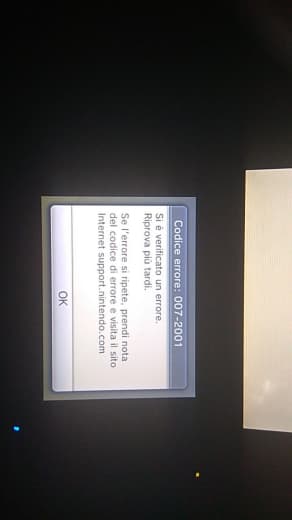 Codice errore: 007-2001
Si è verificato un errore.
Riprova più tardi.
Se l'errore si ripete, prendi nota
del codice di errore e visita il sito
Internet support.nintendo.com
OK